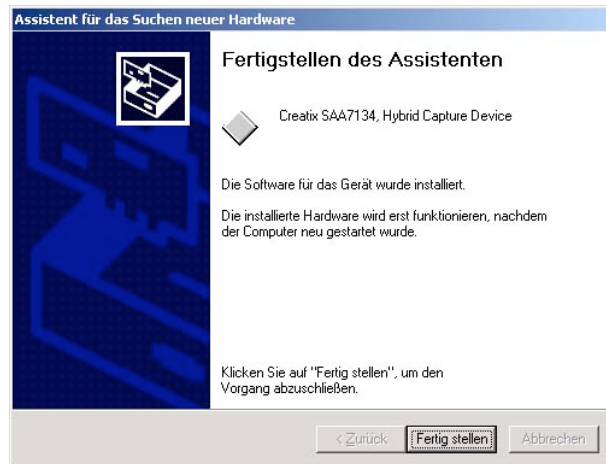 Assistent für das Suchen neuer Hardware
Fertigstellen des Assistenten
Creatix SAA7134, Hybrid Capture Device
Die Software für das Gerät wurde installiert.
Die installierte Hardware wird erst funktionieren, nachdem
der Computer neu gestartet wurde.
Klicken Sie auf "Fertig stellen", um den
Vorgang abzuschließen.
< Zurück Fertig stellen Abbrechen